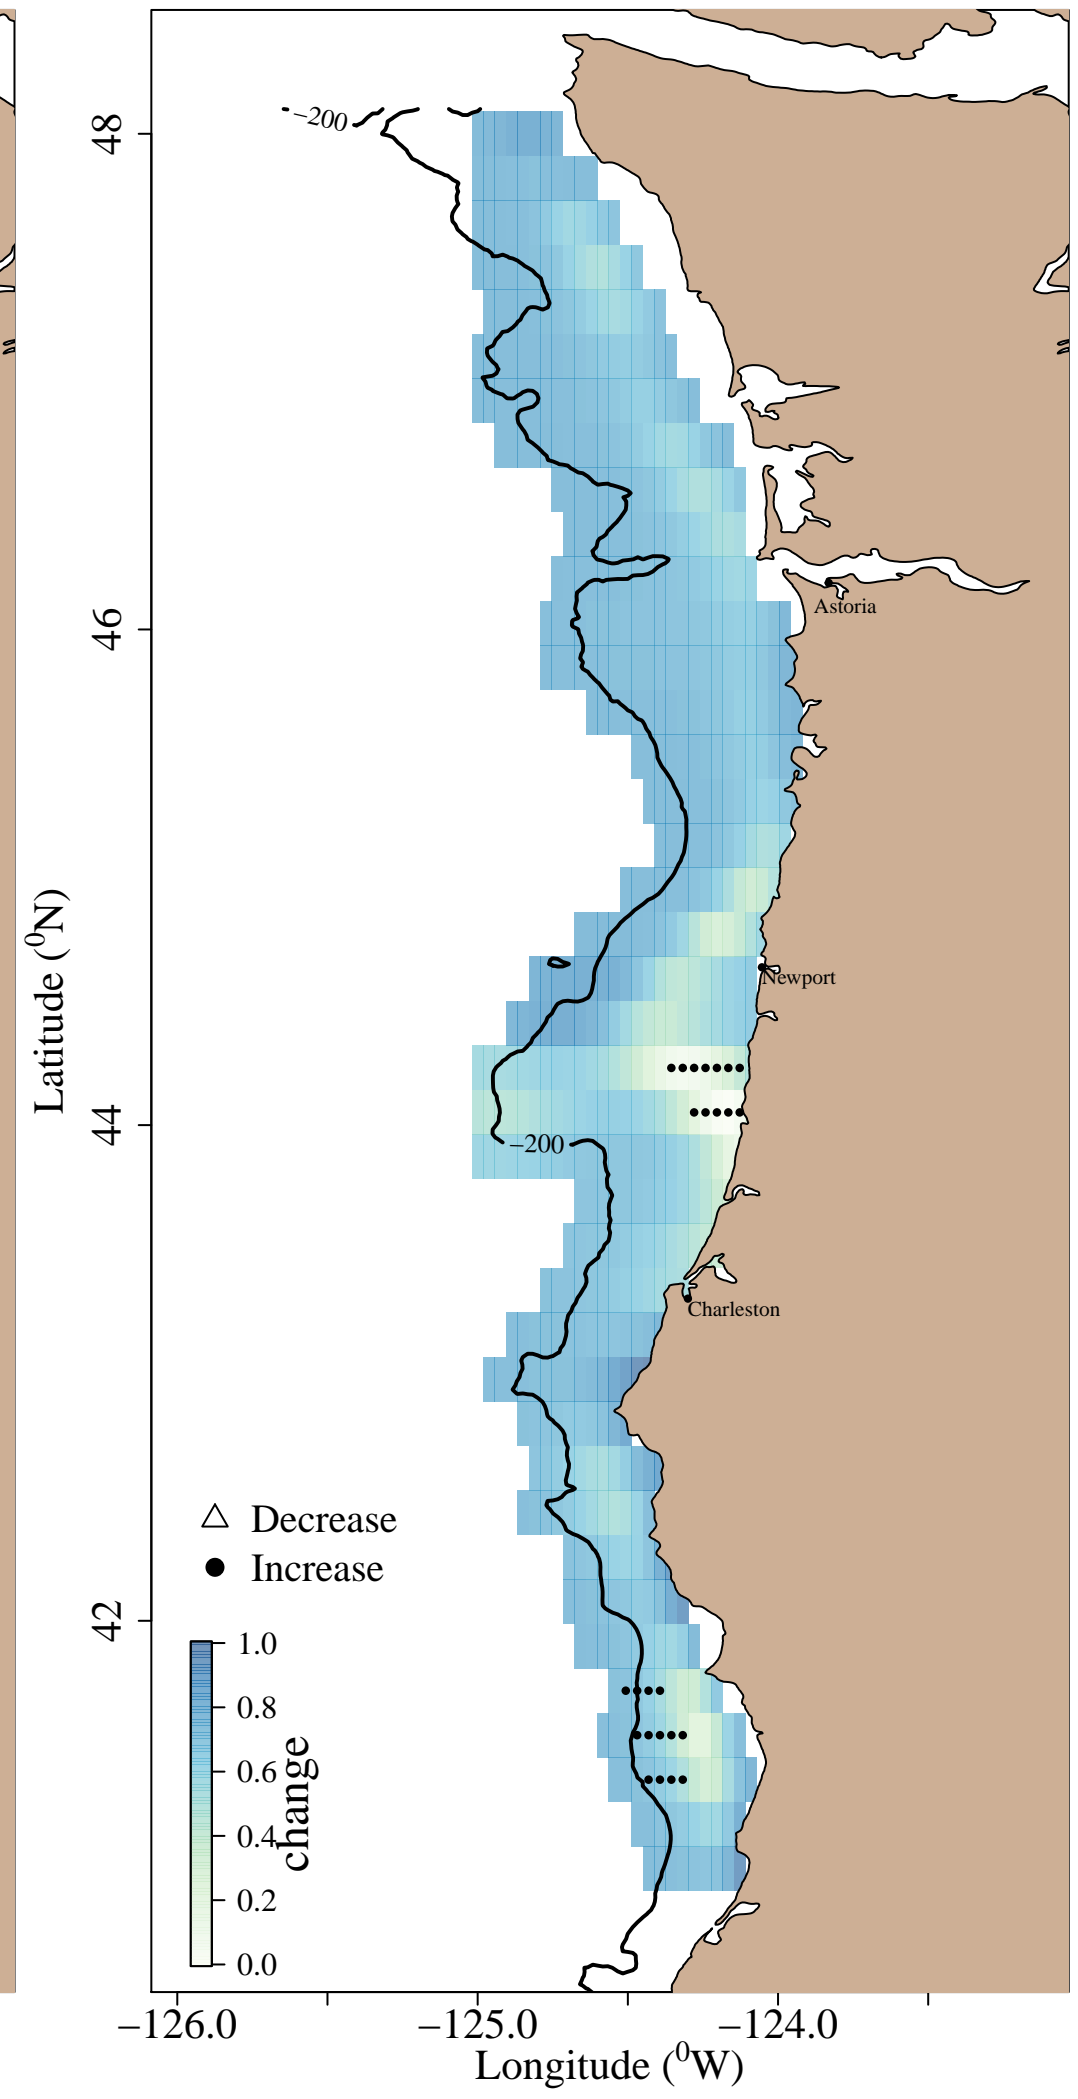 48
−200
46
Astoria
Latitude (⁰N)
Newport
44
−200
Charleston
Decrease
Increase
42
1.0
0.8
0.6
0.4
0.2
0.0
change
−126.0
−125.0
−124.0
Longitude (⁰W)